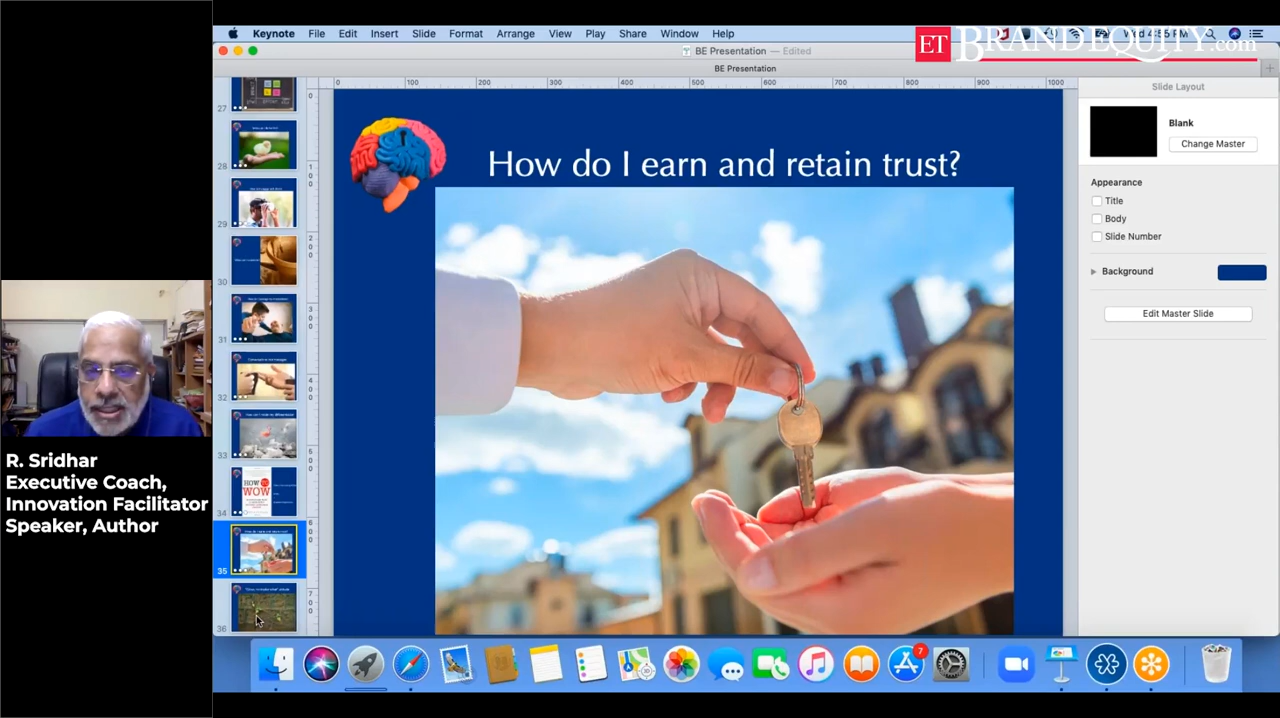 Keynote File Edit Insert Slide Format Arrange View Play Share Window Help
ET BRANDEQUITY.com
BE Presentation — Edited
BE Presentation
0 100 200 300 400 500 600 700 800 900 1000
Slide Layout
Blank
Change Master
Appearance
Title
Body
Slide Number
Background
Edit Master Slide
How do I earn and retain trust?
27
28
29
30
31
32
33
HOW
WOW
34
35
36
7
R. Sridhar
Executive Coach,
Innovation Facilitator
Speaker, Author